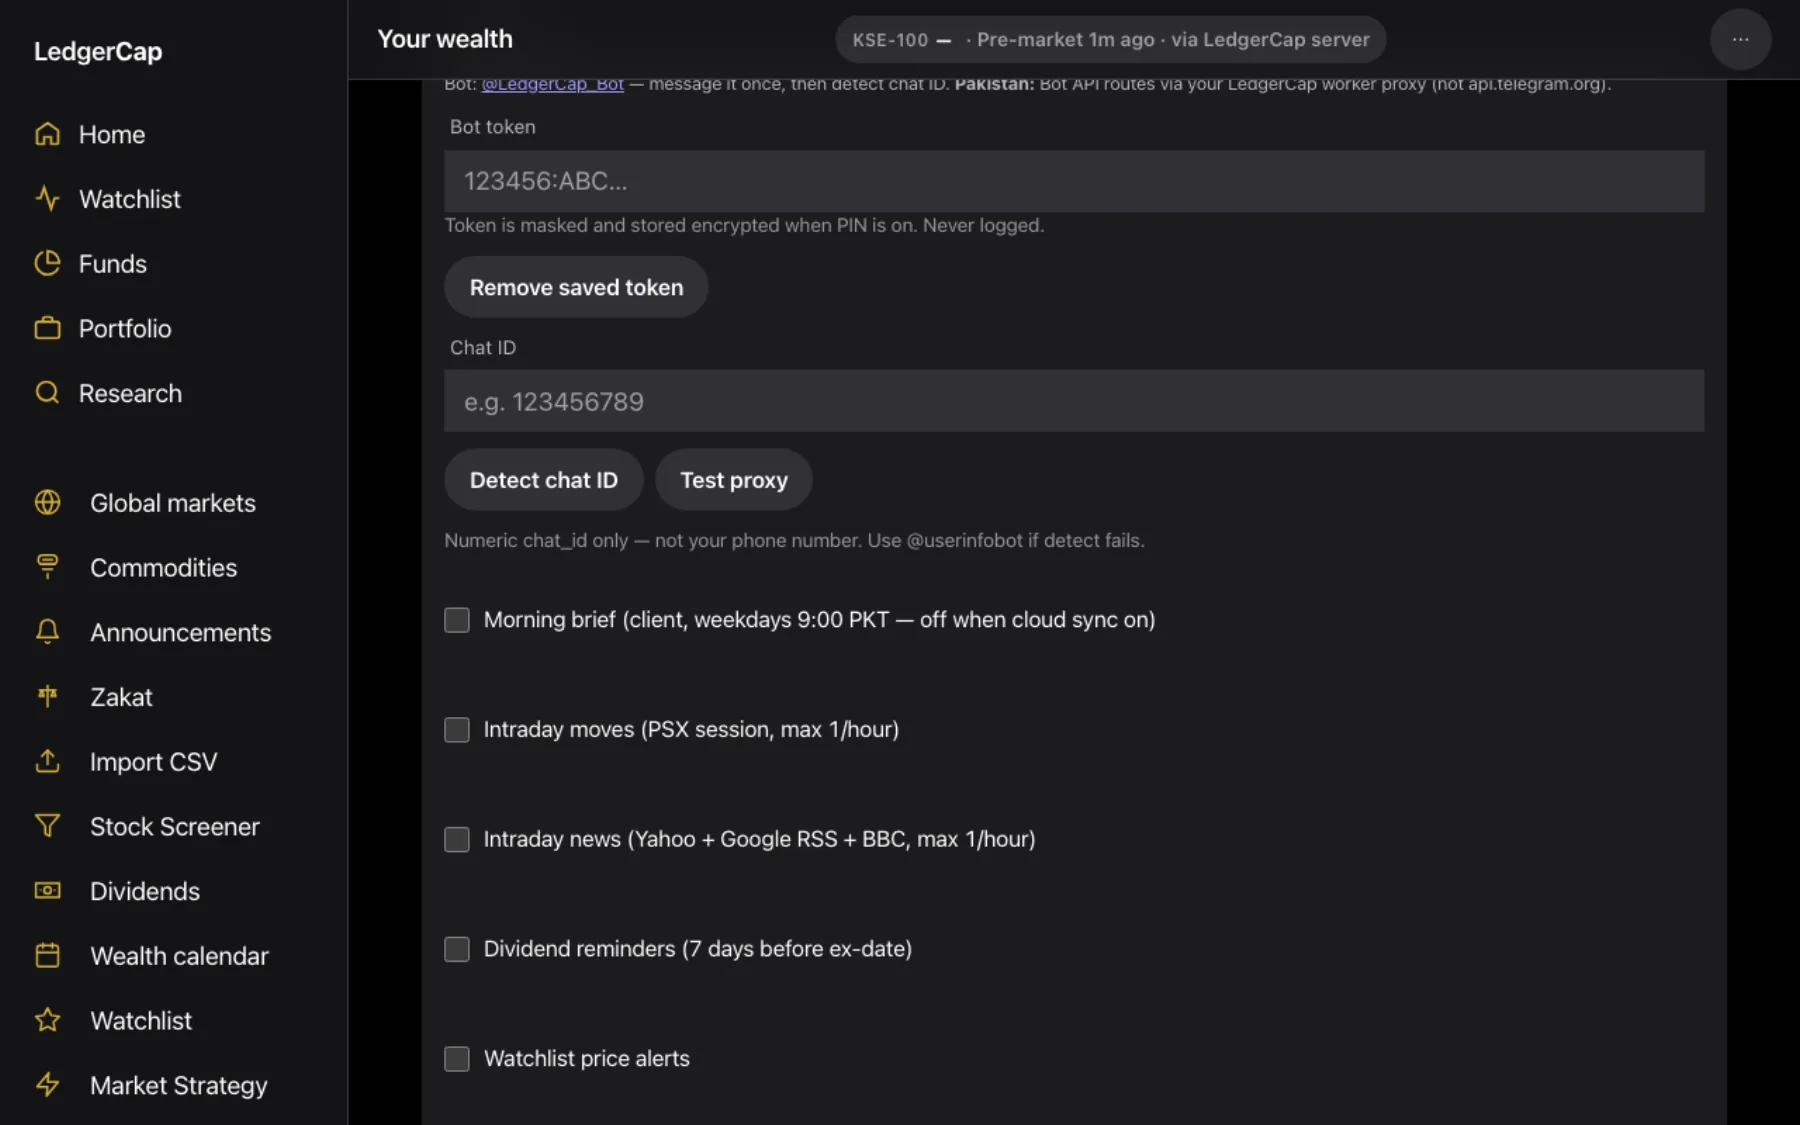 LedgerCap
Home
Watchlist
Funds
Portfolio
Research
Global markets
Commodities
Announcements
Zakat
Import CSV
Stock Screener
Dividends
Wealth calendar
Watchlist
Market Strategy
Your wealth
KSE-100 — · Pre-market 1m ago · via LedgerCap server
...
Bot: @LedgerCap_Bot — message it once, then detect chat ID. Pakistan: Bot API routes via your LedgerCap worker proxy (not api.telegram.org).
Bot token
123456:ABC...
Token is masked and stored encrypted when PIN is on. Never logged.
Remove saved token
Chat ID
e.g. 123456789
Detect chat ID
Test proxy
Numeric chat_id only — not your phone number. Use @userinfobot if detect fails.
Morning brief (client, weekdays 9:00 PKT — off when cloud sync on)
Intraday moves (PSX session, max 1/hour)
Intraday news (Yahoo + Google RSS + BBC, max 1/hour)
Dividend reminders (7 days before ex-date)
Watchlist price alerts